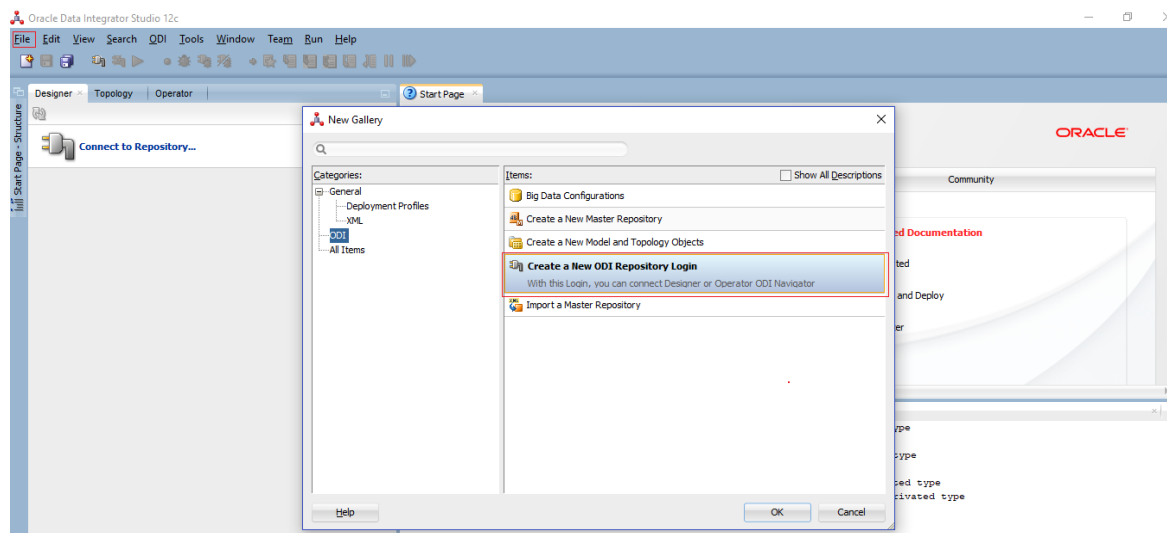 Oracle Data Integrator Studio 12c
File Edit View Search ODI Tools Window Team Run Help
Designer Topology Operator
Start Page
Start Page - Structure
Connect to Repository...
New Gallery
Categories:
General
Deployment Profiles
XML
ODI
All Items
Items:
Show All Descriptions
Big Data Configurations
Create a New Master Repository
Create a New Model and Topology Objects
Create a New ODI Repository Login
With this Login, you can connect Designer or Operator ODI Navigator
Import a Master Repository
Help
OK Cancel
ORACLE
Community
ed Documentation
ted
and Deploy
er
ype
type
ted type
rivated type